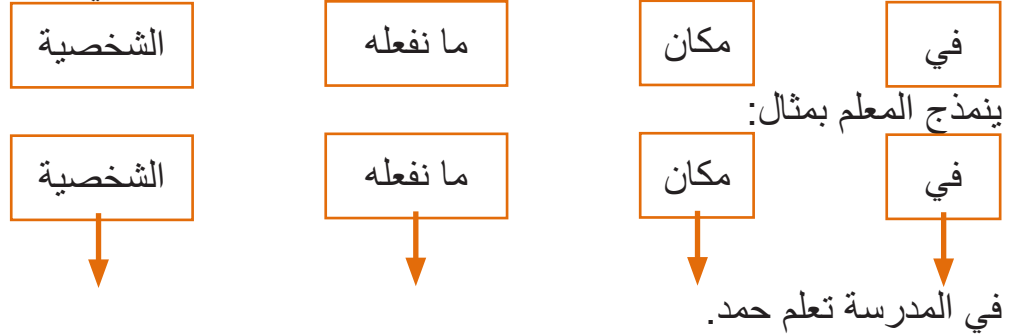 في مكان ما نفعله الشخصية
ينمذج المعلم بمثال:
في مكان ما نفعله الشخصية
في المدرسة تعلم حمد.